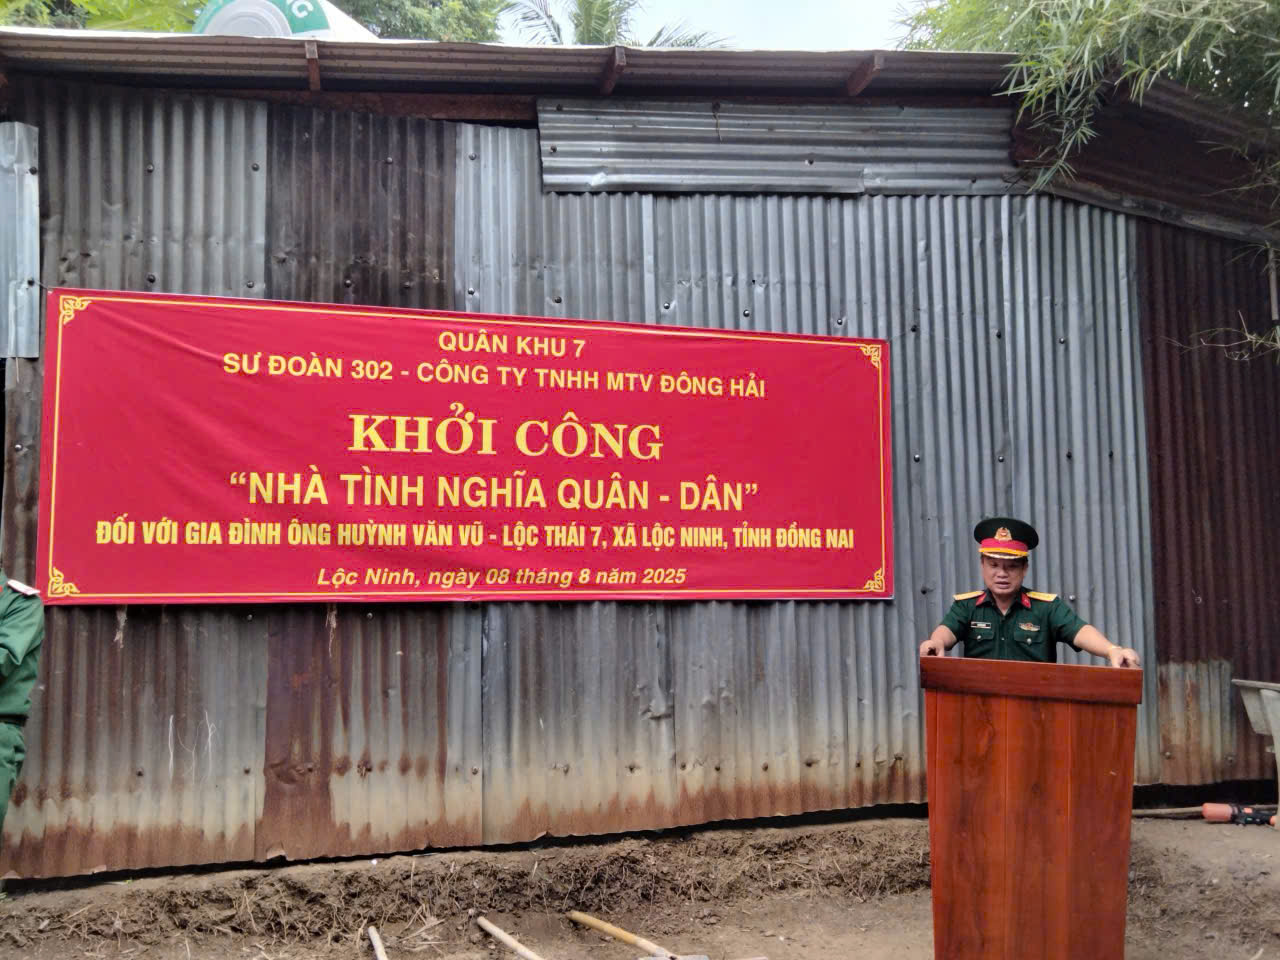 NG
QUÂN KHU 7
SƯ ĐOÀN 302 - CÔNG TY TNHH MTV ĐÔNG HẢI
KHỞI CÔNG
“NHÀ TÌNH NGHĨA QUÂN - DÂN”
ĐỐI VỚI GIA ĐÌNH ÔNG HUỲNH VĂN VŨ - LỘC THÁI 7, XÃ LỘC NINH, TỈNH ĐỒNG NAI
Lộc Ninh, ngày 08 tháng 8 năm 2025